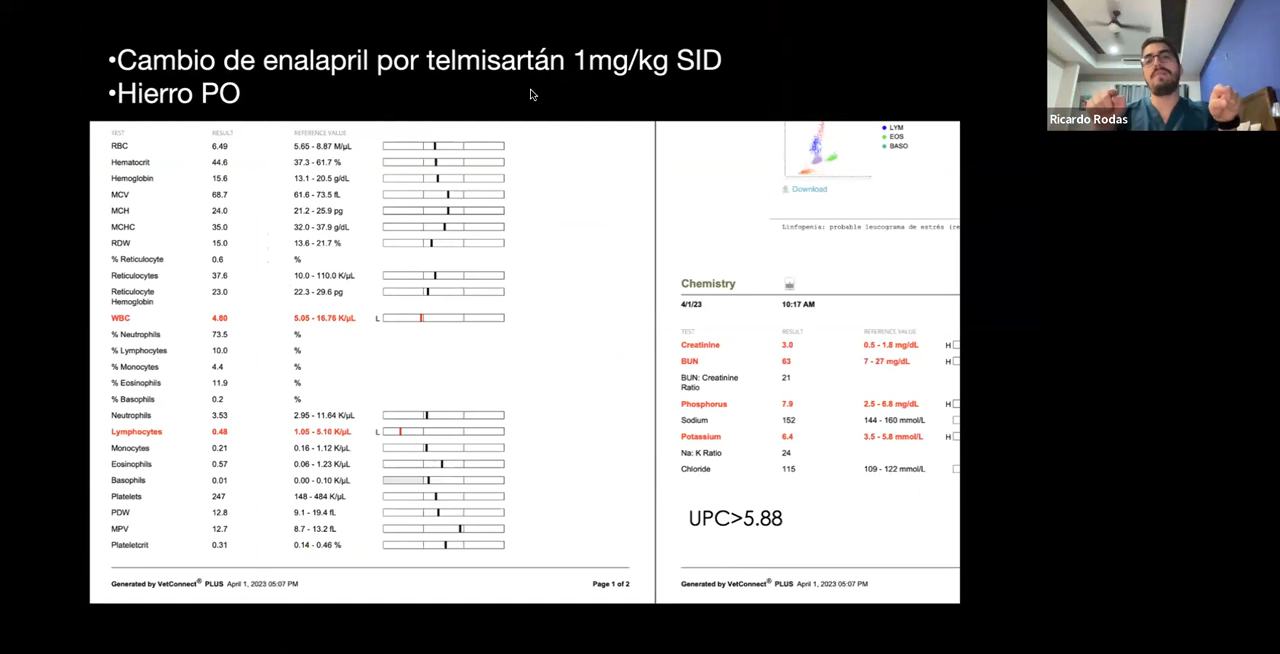 •Cambio de enalapril por telmisartán 1mg/kg SID
•Hierro PO
Ricardo Rodas
TEST RESULT REFERENCE VALUE
RBC 6.49 5.65 - 8.87 M/µL
Hematocrit 44.6 37.3 - 61.7 %
Hemoglobin 15.6 13.1 - 20.5 g/dL
MCV 68.7 61.6 - 73.5 fL
MCH 24.0 21.2 - 25.9 pg
MCHC 35.0 32.0 - 37.9 g/dL
RDW 15.0 13.6 - 21.7 %
% Reticulocyte 0.6 %
Reticulocytes 37.6 10.0 - 110.0 K/µL
Reticulocyte 23.0 22.3 - 29.6 pg
Hemoglobin
WBC 4.80 5.05 - 16.76 K/µL L
% Neutrophils 73.5 %
% Lymphocytes 10.0 %
% Monocytes 4.4 %
% Eosinophils 11.9 %
% Basophils 0.2 %
Neutrophils 3.53 2.95 - 11.64 K/µL
Lymphocytes 0.48 1.05 - 5.10 K/µL L
Monocytes 0.21 0.16 - 1.12 K/µL
Eosinophils 0.57 0.06 - 1.23 K/µL
Basophils 0.01 0.00 - 0.10 K/µL
Platelets 247 148 - 484 K/µL
PDW 12.8 9.1 - 19.4 fL
MPV 12.7 8.7 - 13.2 fL
Plateletcrit 0.31 0.14 - 0.46 %
Generated by VetConnect® PLUS April 1, 2023 05:07 PM Page 1 of 2
LYM
EOS
BASO
Download
Linfopenia: probable leucograma de estrés (re
Chemistry
4/1/23 10:17 AM
TEST RESULT REFERENCE VALUE
Creatinine 3.0 0.5 - 1.8 mg/dL H
BUN 63 7 - 27 mg/dL H
BUN: Creatinine 21
Ratio
Phosphorus 7.9 2.5 - 6.8 mg/dL H
Sodium 152 144 - 160 mmol/L
Potassium 6.4 3.5 - 5.8 mmol/L H
Na: K Ratio 24
Chloride 115 109 - 122 mmol/L
UPC>5.88
Generated by VetConnect® PLUS April 1, 2023 05:07 PM